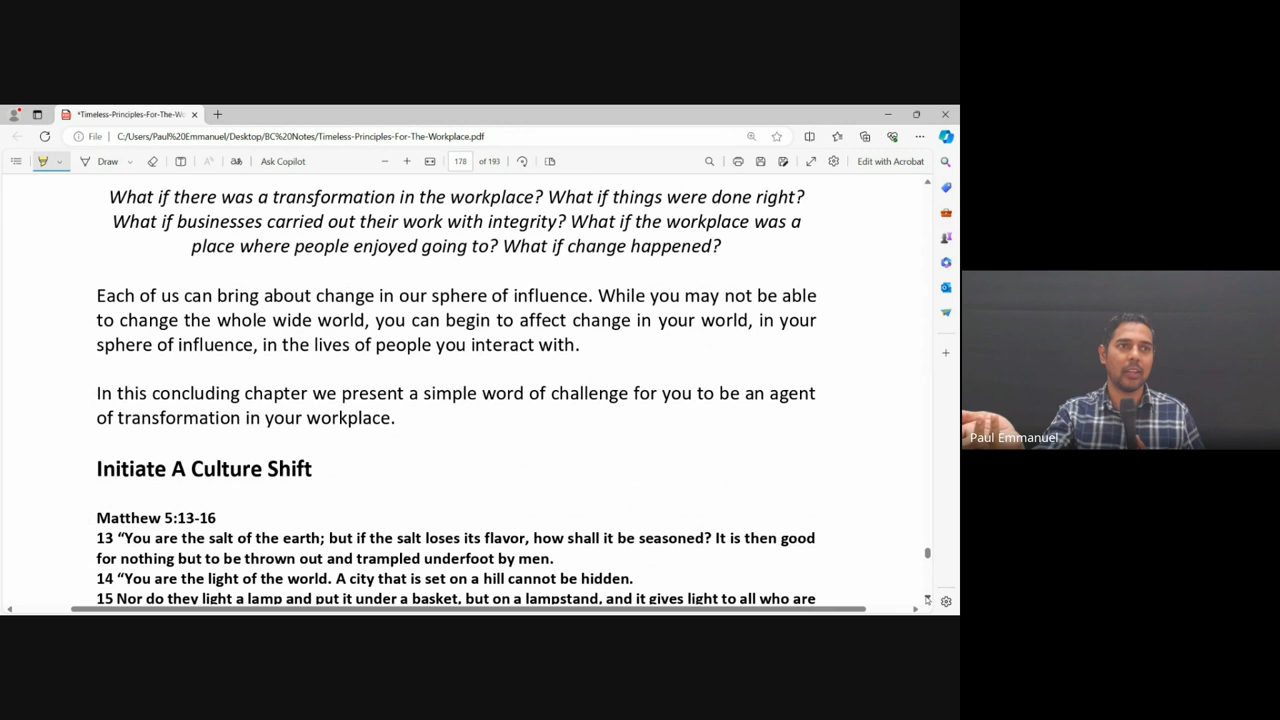 *Timeless-Principles-For-The-Wo
File
C:/Users/Paul%20Emmanuel/Desktop/BC%20Notes/Timeless-Principles-For-The-Workplace.pdf
Draw
Ask Copilot
178 of 193
Edit with Acrobat
What if there was a transformation in the workplace? What if things were done right?
What if businesses carried out their work with integrity? What if the workplace was a
place where people enjoyed going to? What if change happened?
Each of us can bring about change in our sphere of influence. While you may not be able
to change the whole wide world, you can begin to affect change in your world, in your
sphere of influence, in the lives of people you interact with.
In this concluding chapter we present a simple word of challenge for you to be an agent
of transformation in your workplace.
Initiate A Culture Shift
Matthew 5:13-16
13 “You are the salt of the earth; but if the salt loses its flavor, how shall it be seasoned? It is then good
for nothing but to be thrown out and trampled underfoot by men.
14 “You are the light of the world. A city that is set on a hill cannot be hidden.
15 Nor do they light a lamp and put it under a basket, but on a lampstand, and it gives light to all who are
Paul Emmanuel